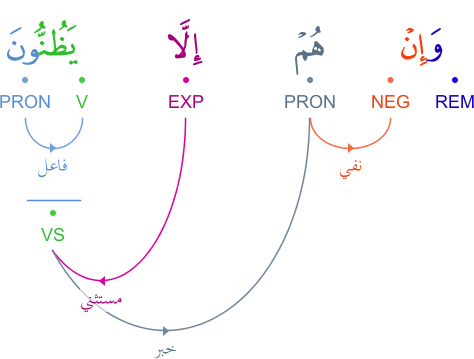 وَإِنْ هُمْ إِلَّا يَظُنُّونَ
REM NEG PRON EXP V PRON
نفي
فاعل
VS
مستثني
خبر